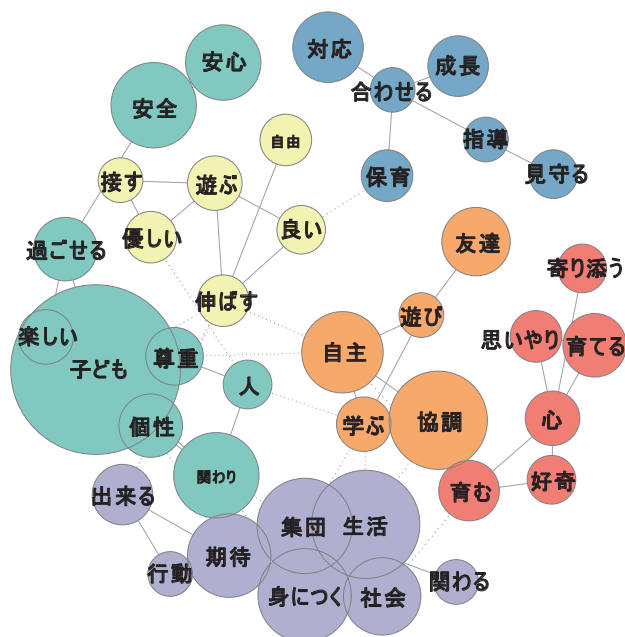 対応
安心
成長
合わせる
安全
指導
自由
見守る
接す
遊ぶ
保育
優しい
良い
友達
過ごせる
寄り添う
伸ばす
遊び
楽しい
思いやり
育てる
尊重
自主
子ども
人
個性
学ぶ
協調
心
関わり
好奇
育む
出来る
集団
生活
期待
行動
関わる
身につく
社会